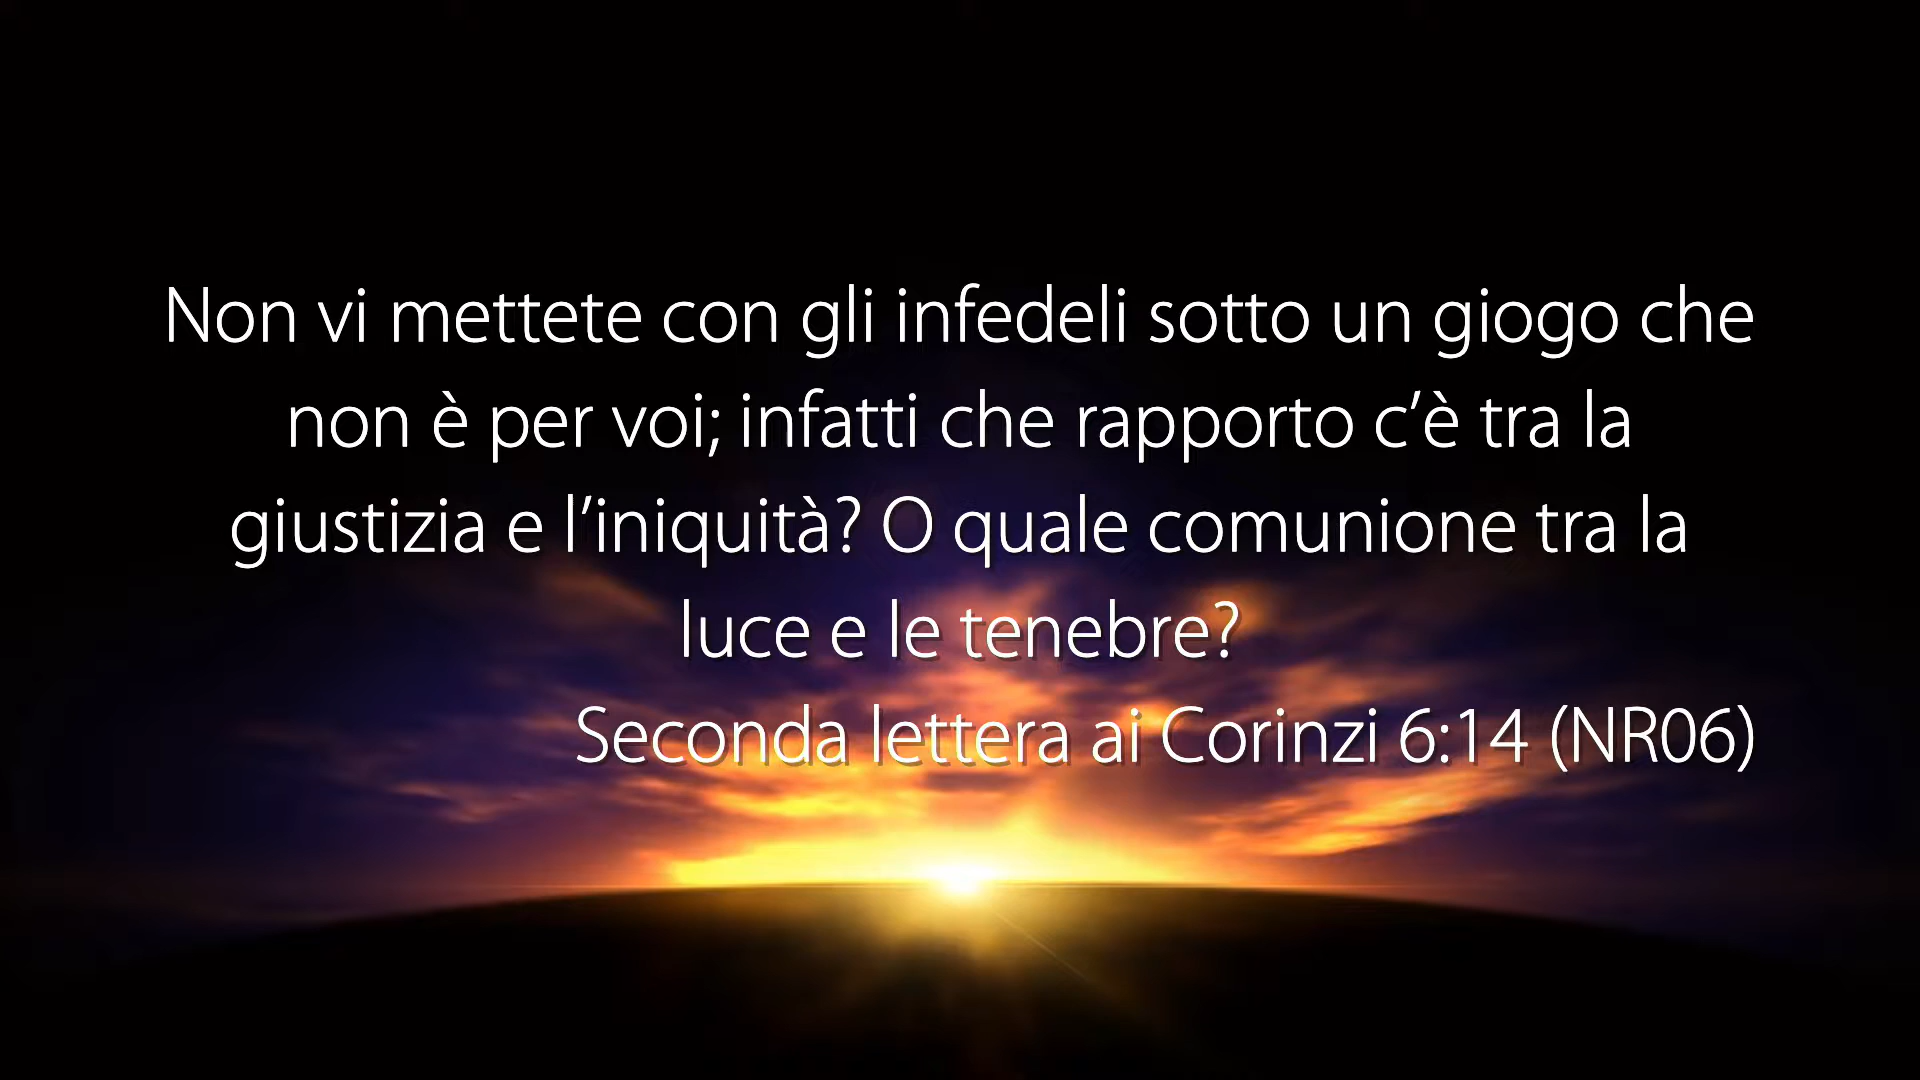 Non vi mettete con gli infedeli sotto un giogo che
non è per voi; infatti che rapporto c’è tra la
giustizia e l’iniquità? O quale comunione tra la
luce e le tenebre?
Seconda lettera ai Corinzi 6:14 (NR06)